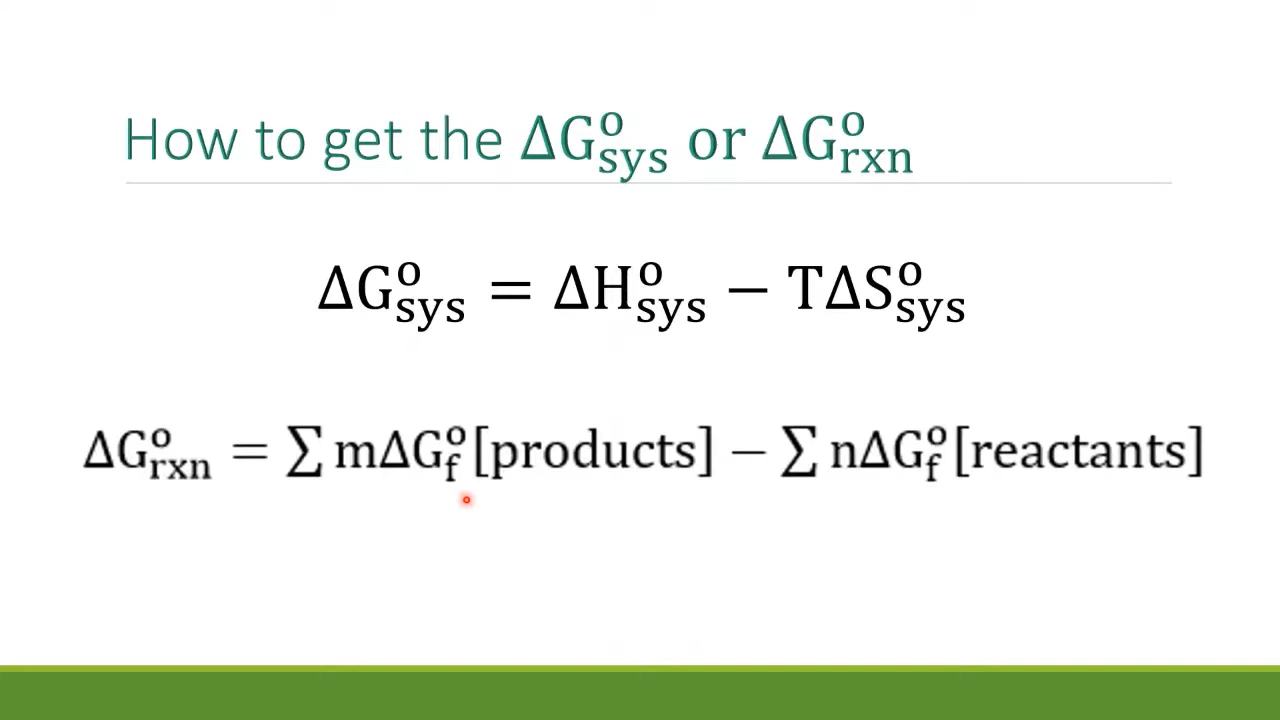 How to get the ΔG°sys or ΔG°rxn
ΔG°sys = ΔH°sys − TΔS°sys
ΔG°rxn = ∑ mΔG°f[products] − ∑ nΔG°f[reactants]